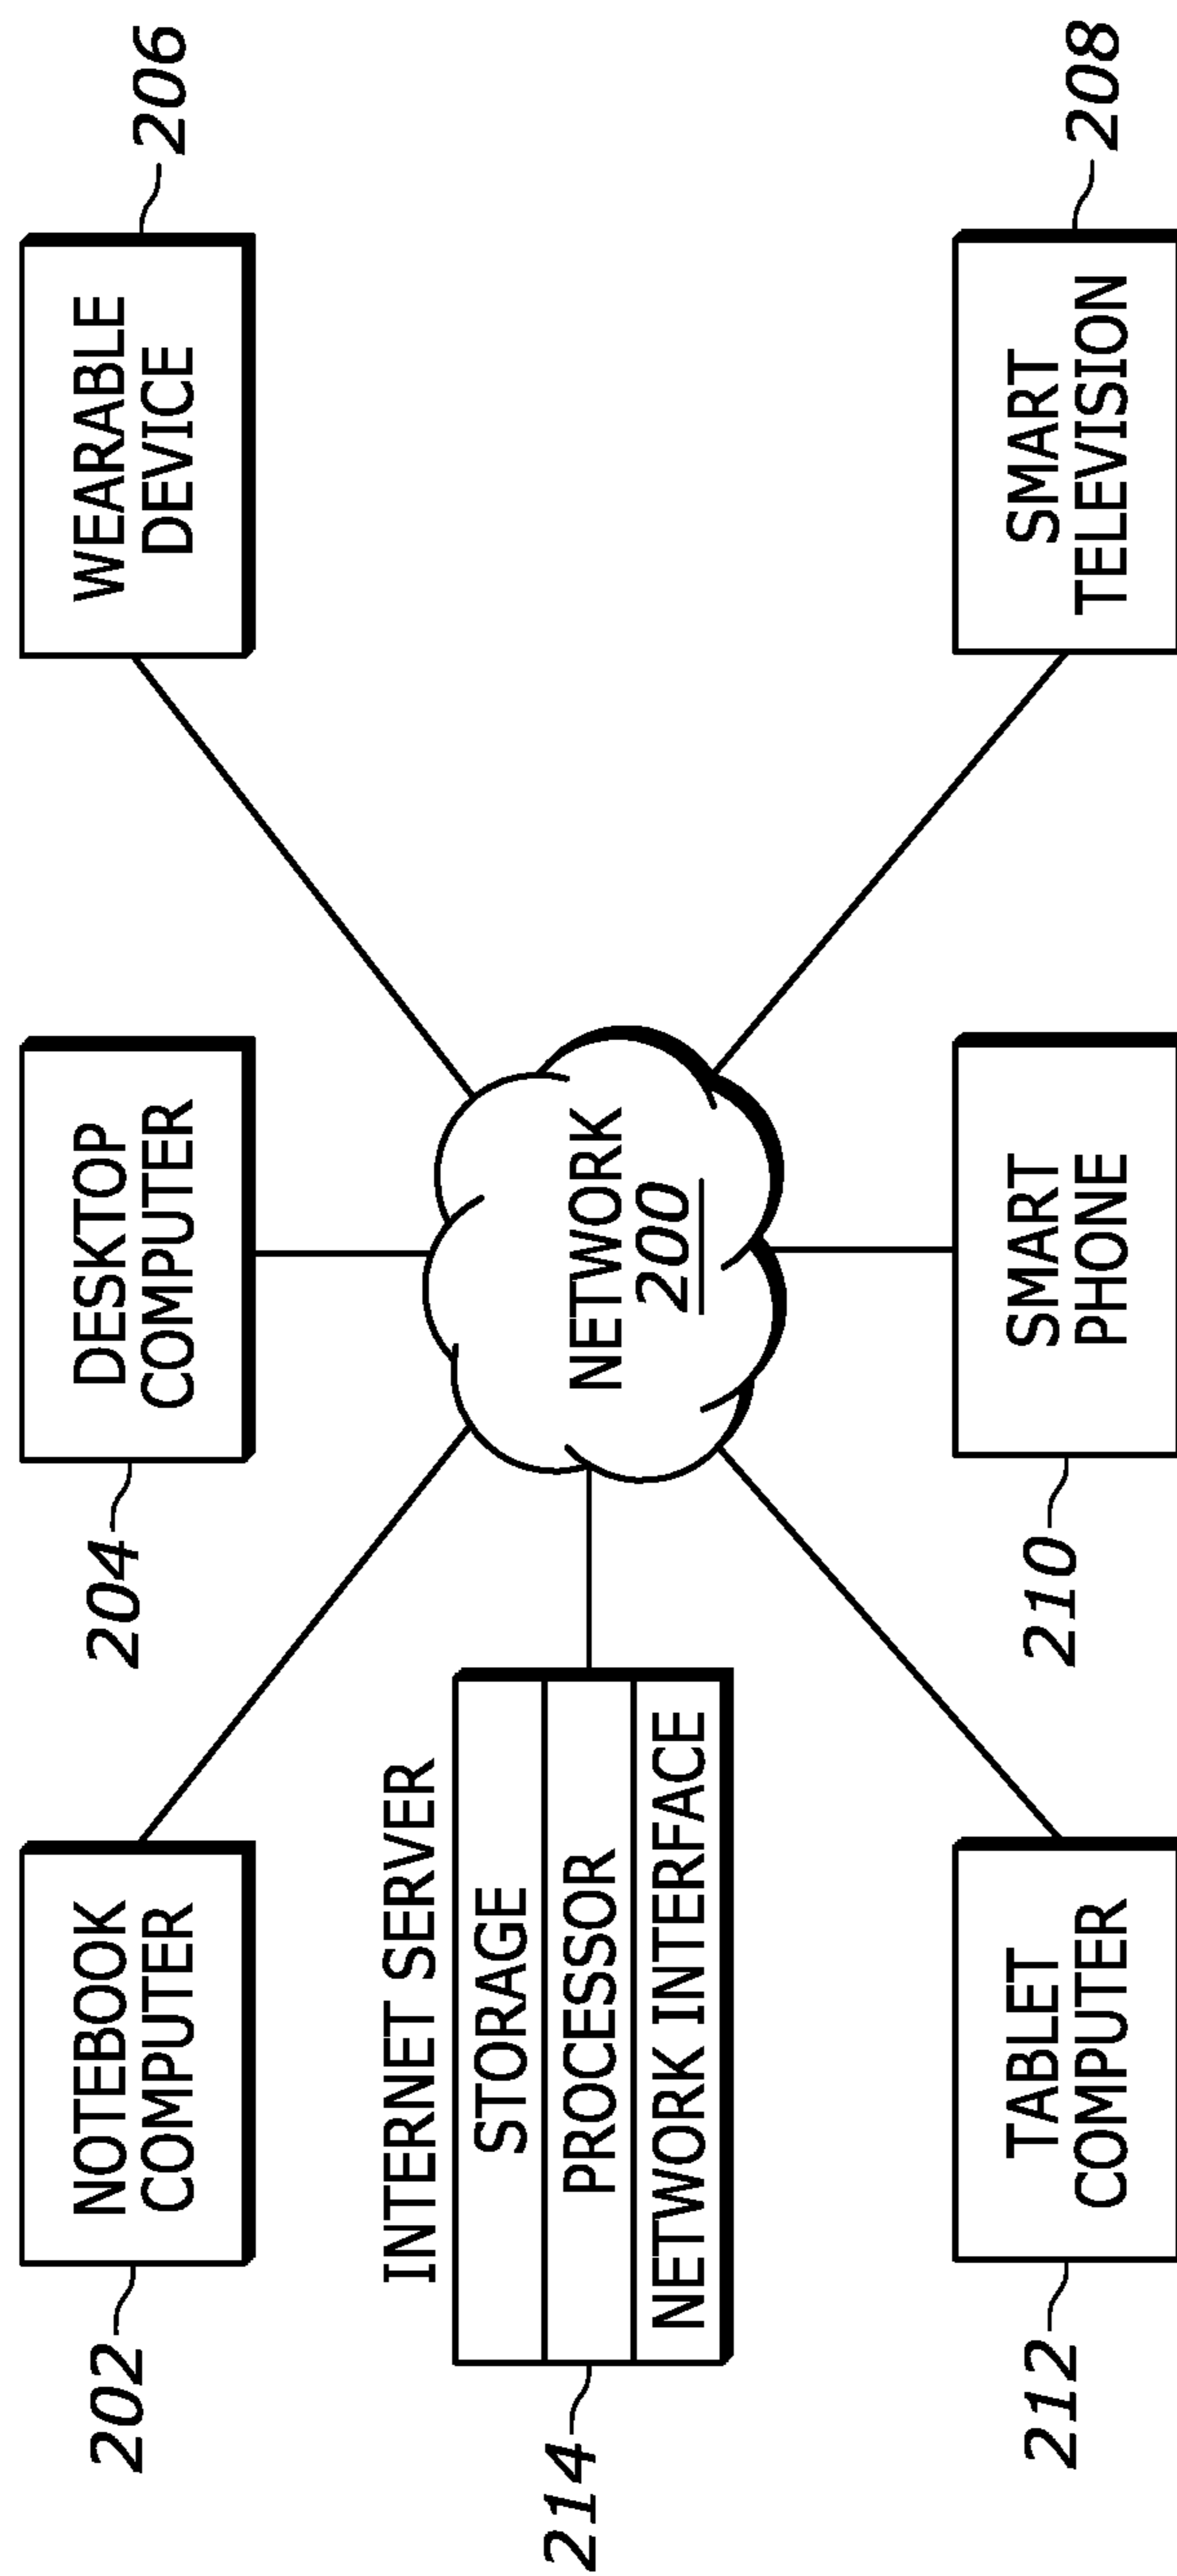 202
NOTEBOOK
COMPUTER
204
DESKTOP
COMPUTER
WEARABLE
DEVICE
206
INTERNET SERVER
STORAGE
PROCESSOR
NETWORK INTERFACE
214
NETWORK
200
212
TABLET
COMPUTER
210
SMART
PHONE
SMART
TELEVISION
208